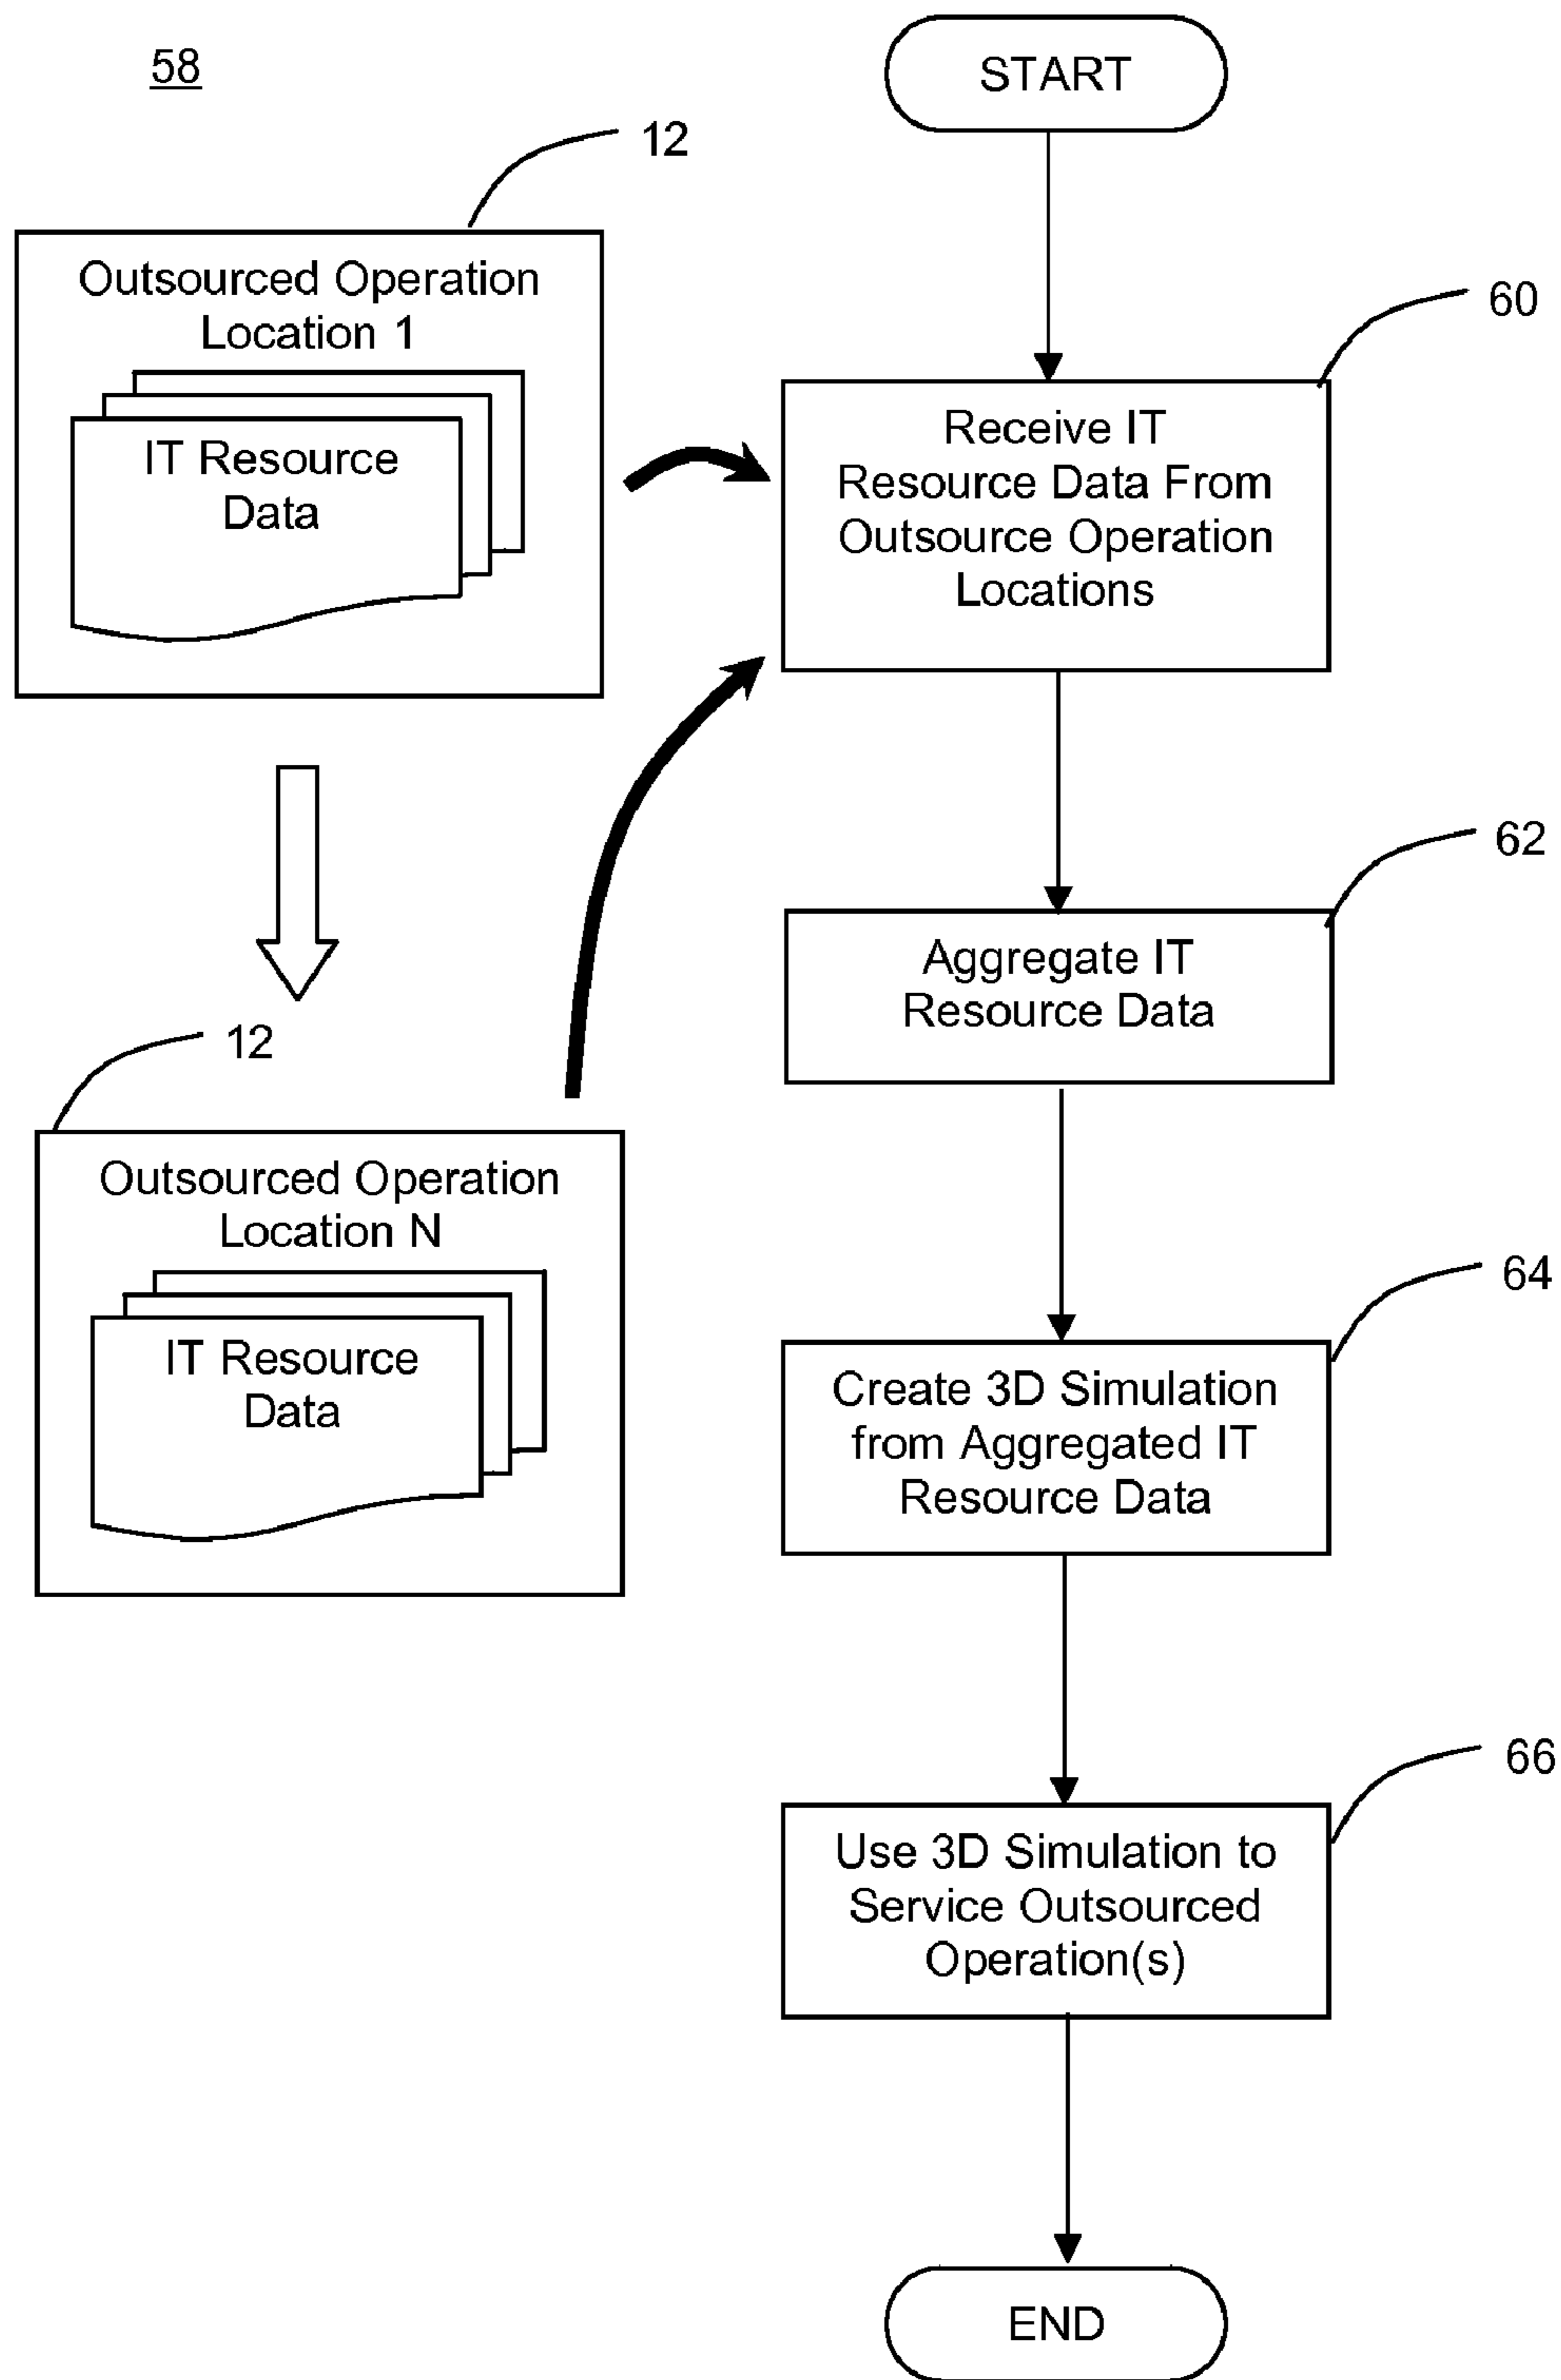 58
START
12
Outsourced Operation
Location 1
IT Resource
Data
60
Receive IT
Resource Data From
Outsource Operation
Locations
62
Aggregate IT
Resource Data
12
Outsourced Operation
Location N
IT Resource
Data
64
Create 3D Simulation
from Aggregated IT
Resource Data
66
Use 3D Simulation to
Service Outsourced
Operation(s)
END